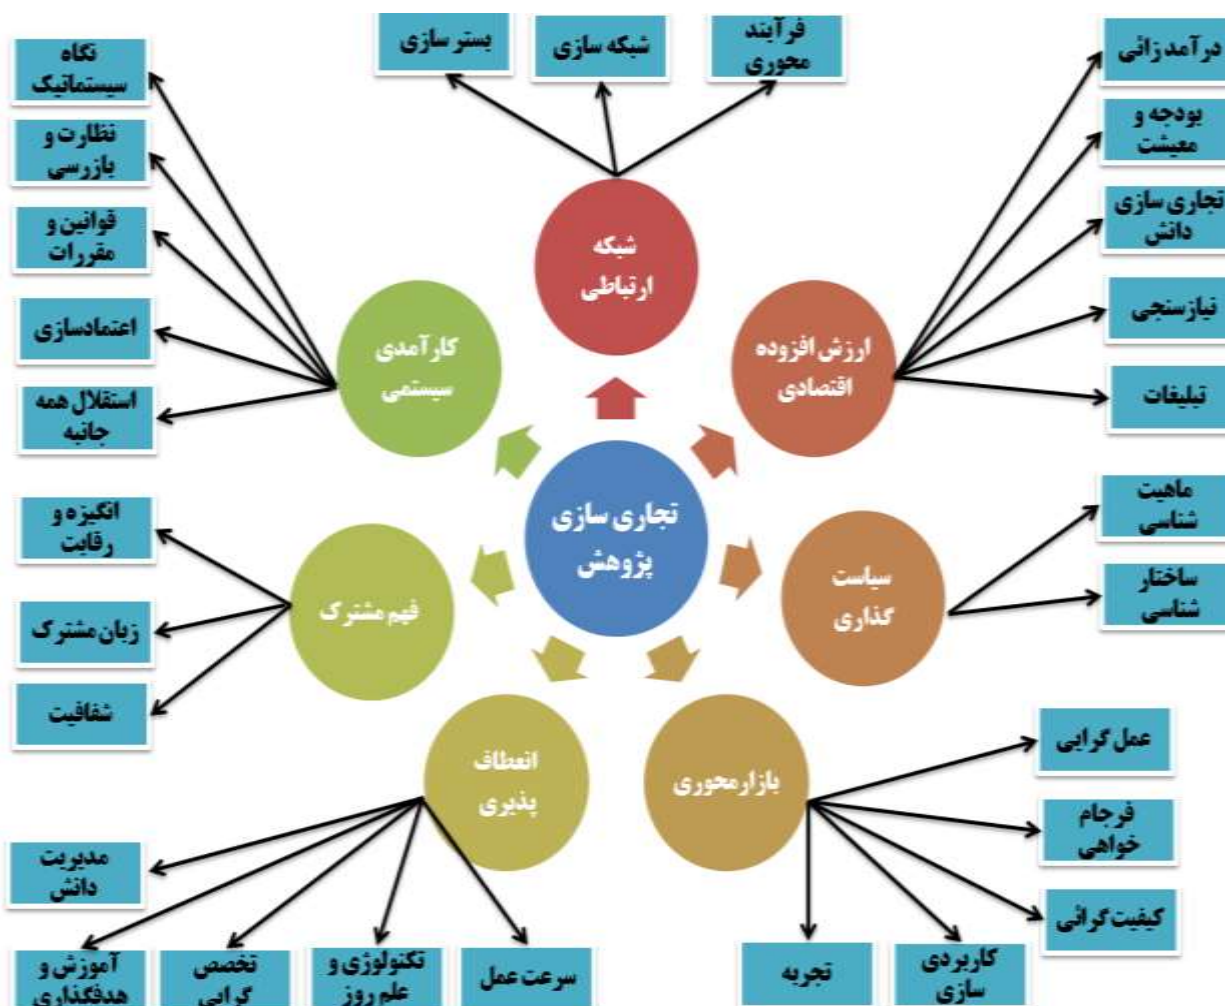 فرآیند
محوری
شبکه سازی
بستر سازی
درآمدزائی
بودجه و
معیشت
تجاری سازی
دانش
نیازسنجی
تبلیغات
نگاه
سیستماتیک
نظارت و
بازرسی
قوانین و
مقررات
اعتمادسازی
استقلال همه
جانبه
شبکه
ارتباطی
ارزش افزوده
اقتصادی
کارآمدی
سیستمی
تجاری سازی
پژوهش
سیاست
گذاری
فهم مشترک
ماهیت
شناسی
ساختار
شناسی
انگیزه و
رقابت
زبان مشترک
شفافیت
بازارمحوری
انعطاف
پذیری
عمل گرایی
فرجام
خواهی
کیفیت گرائی
کاربردی
سازی
تجربه
سرعت عمل
تکنولوژی و
علم روز
تخصص
گرایی
آموزش و
هدفگذاری
مدیریت
دانش